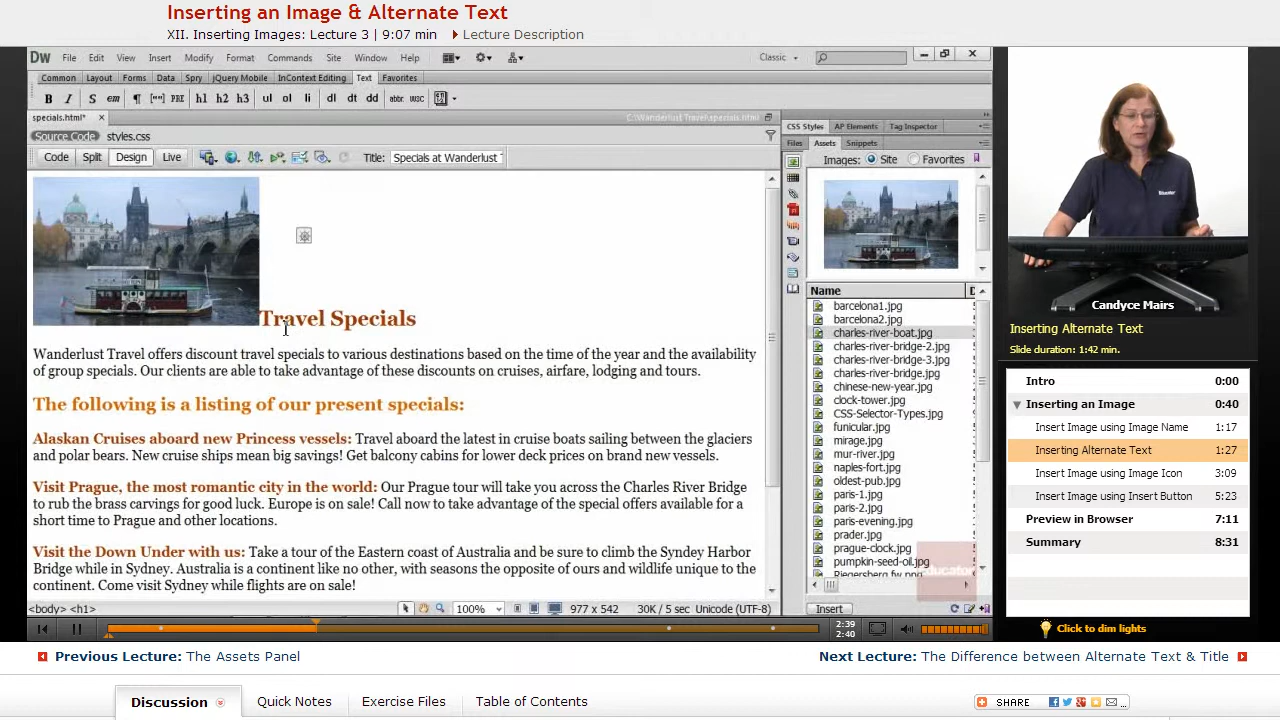 Inserting an Image & Alternate Text
XII. Inserting Images: Lecture 3 | 9:07 min
Lecture Description
Dw File Edit View Insert Modify Format Commands Site Window Help
Classic
Common Layout Forms Data Spry jQuery Mobile InContext Editing Text Favorites
B I S em ¶ [""] PRE h1 h2 h3 ul ol li dl dt dd abbr. W3C
specials.html* x
C:\Wanderlust Travel\specials.html
Source Code styles.css
Code Split Design Live
Title: Specials at Wanderlust
Travel Specials
Wanderlust Travel offers discount travel specials to various destinations based on the time of the year and the availability
of group specials. Our clients are able to take advantage of these discounts on cruises, airfare, lodging and tours.
The following is a listing of our present specials:
Alaskan Cruises aboard new Princess vessels: Travel aboard the latest in cruise boats sailing between the glaciers
and polar bears. New cruise ships mean big savings! Get balcony cabins for lower deck prices on brand new vessels.
Visit Prague, the most romantic city in the world: Our Prague tour will take you across the Charles River Bridge
to rub the brass carvings for good luck. Europe is on sale! Call now to take advantage of the special offers available for a
short time to Prague and other locations.
Visit the Down Under with us: Take a tour of the Eastern coast of Australia and be sure to climb the Syndey Harbor
Bridge while in Sydney. Australia is a continent like no other, with seasons the opposite of ours and wildlife unique to the
continent. Come visit Sydney while flights are on sale!
<body> <h1>
100%
977 x 542
30K / 5 sec Unicode (UTF-8)
CSS Styles AP Elements Tag Inspector
Files Assets Snippets
Images: Site Favorites
Name
barcelona1.jpg
barcelona2.jpg
charles-river-boat.jpg
charles-river-bridge-2.jpg
charles-river-bridge-3.jpg
charles-river-bridge.jpg
chinese-new-year.jpg
clock-tower.jpg
CSS-Selector-Types.jpg
funicular.jpg
mirage.jpg
mur-river.jpg
naples-fort.jpg
oldest-pub.jpg
paris-1.jpg
paris-2.jpg
paris-evening.jpg
prader.jpg
prague-clock.jpg
pumpkin-seed-oil.jpg
Riegersberg.fw.png
educator
Insert
2:39
2:40
Educator
Candyce Mairs
Inserting Alternate Text
Slide duration: 1:42 min.
Intro 0:00
Inserting an Image 0:40
Insert Image using Image Name 1:17
Inserting Alternate Text 1:27
Insert Image using Image Icon 3:09
Insert Image using Insert Button 5:23
Preview in Browser 7:11
Summary 8:31
Click to dim lights
Previous Lecture: The Assets Panel
Next Lecture: The Difference between Alternate Text & Title
Discussion Quick Notes Exercise Files Table of Contents
SHARE